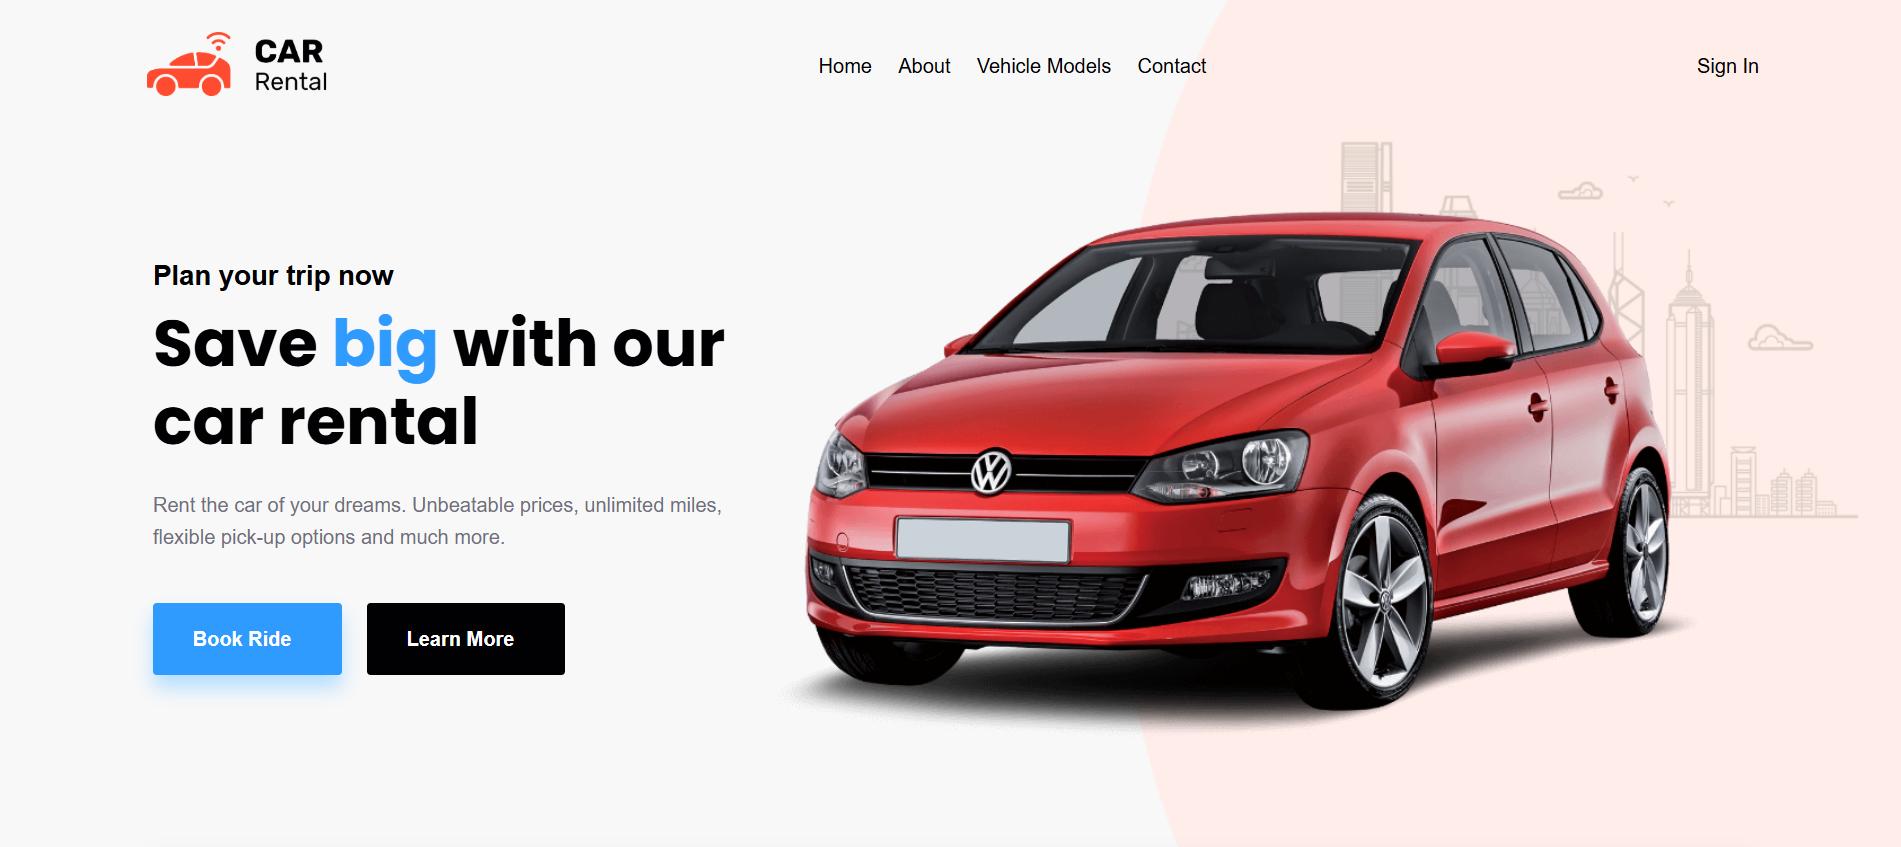 CAR
Rental
Home About Vehicle Models Contact
Sign In
Plan your trip now
Save big with our
car rental
Rent the car of your dreams. Unbeatable prices, unlimited miles,
flexible pick-up options and much more.
Book Ride
Learn More